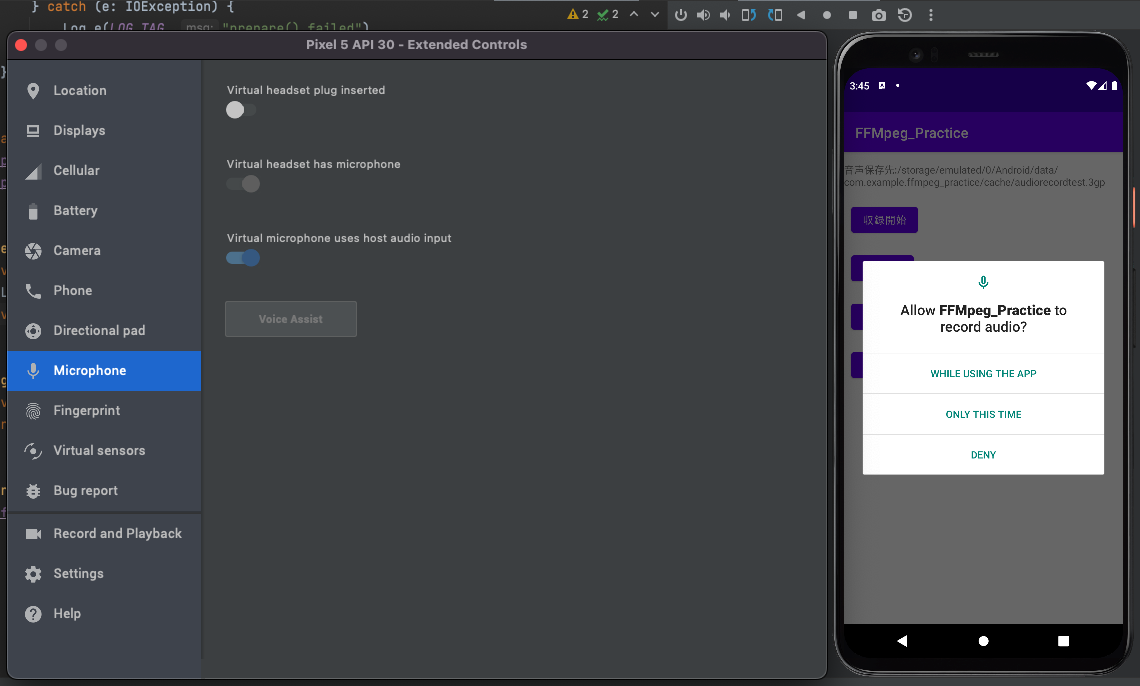 } catch (e: IOException) {
Log.e(LOG_TAG, msg: "prepare() failed")
2 2
Pixel 5 API 30 - Extended Controls
Location
Displays
Cellular
Battery
Camera
Phone
Directional pad
Microphone
Fingerprint
Virtual sensors
Bug report
Record and Playback
Settings
Help
Virtual headset plug inserted
Virtual headset has microphone
Virtual microphone uses host audio input
Voice Assist
3:45
FFMpeg_Practice
音声保存先:/storage/emulated/0/Android/data/
com.example.ffmpeg_practice/cache/audiorecordtest.3gp
収録開始
Allow FFMpeg_Practice to
record audio?
WHILE USING THE APP
ONLY THIS TIME
DENY